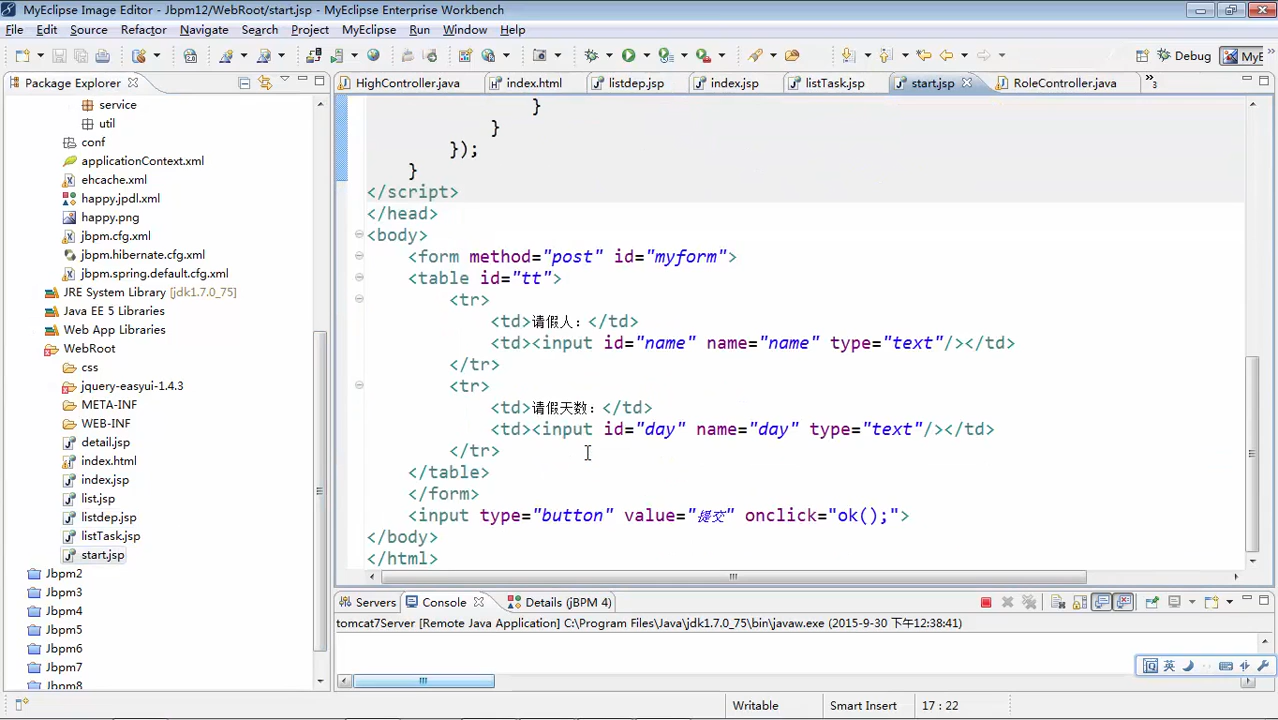 MyEclipse Image Editor - Jbpm12/WebRoot/start.jsp - MyEclipse Enterprise Workbench
File Edit Source Refactor Navigate Search Project MyEclipse Run Window Help
Debug MyE
Package Explorer
HighController.java index.html listdep.jsp index.jsp listTask.jsp start.jsp RoleController.java »3
service
util
conf
applicationContext.xml
ehcache.xml
happy.jpdl.xml
happy.png
jbpm.cfg.xml
jbpm.hibernate.cfg.xml
jbpm.spring.default.cfg.xml
JRE System Library [jdk1.7.0_75]
Java EE 5 Libraries
Web App Libraries
WebRoot
css
jquery-easyui-1.4.3
META-INF
WEB-INF
detail.jsp
index.html
index.jsp
list.jsp
listdep.jsp
listTask.jsp
start.jsp
Jbpm2
Jbpm3
Jbpm4
Jbpm5
Jbpm6
Jbpm7
Jbpm8
}
}
});
}
</script>
</head>
<body>
<form method="post" id="myform">
<table id="tt">
<tr>
<td>请假人：</td>
<td><input id="name" name="name" type="text"/></td>
</tr>
<tr>
<td>请假天数：</td>
<td><input id="day" name="day" type="text"/></td>
</tr>
</table>
</form>
<input type="button" value="提交" onclick="ok();">
</body>
</html>
Servers Console Details (jBPM 4)
tomcat7Server [Remote Java Application] C:\Program Files\Java\jdk1.7.0_75\bin\javaw.exe (2015-9-30 下午12:38:41)
英
Writable Smart Insert 17 : 22